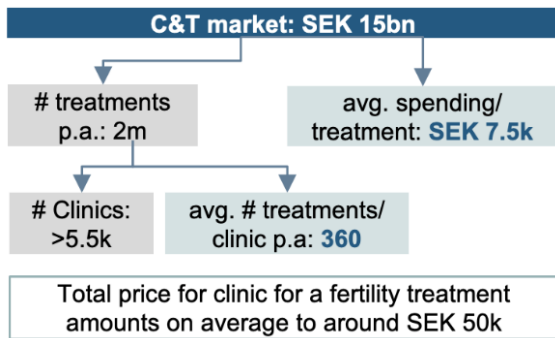 C&T market: SEK 15bn
# treatments
p.a.: 2m
avg. spending/
treatment: SEK 7.5k
# Clinics:
>5.5k
avg. # treatments/
clinic p.a: 360
Total price for clinic for a fertility treatment
amounts on average to around SEK 50k